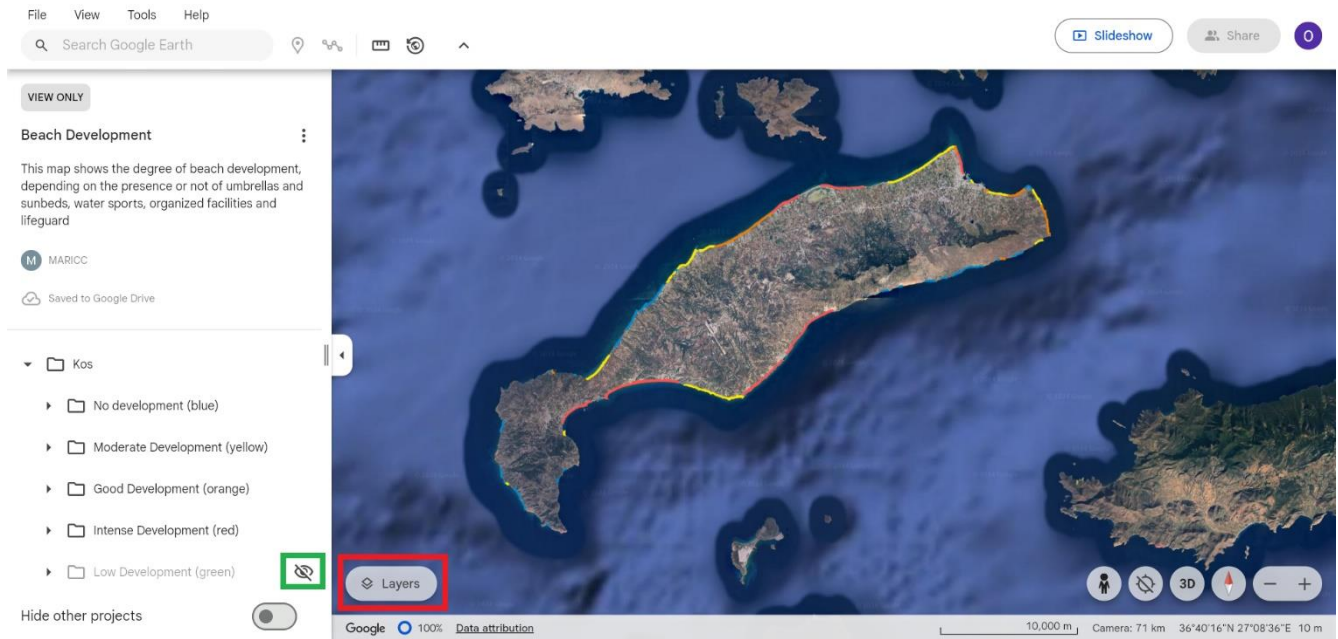 File View Tools Help
Search Google Earth
Slideshow
Share
O
VIEW ONLY
Beach Development
This map shows the degree of beach development,
depending on the presence or not of umbrellas and
sunbeds, water sports, organized facilities and
lifeguard
M MARICC
Saved to Google Drive
Kos
No development (blue)
Moderate Development (yellow)
Good Development (orange)
Intense Development (red)
Low Development (green)
Hide other projects
Layers
3D
Google 100% Data attribution
10,000 m Camera: 71 km 36°40'16"N 27°08'36"E 10 m